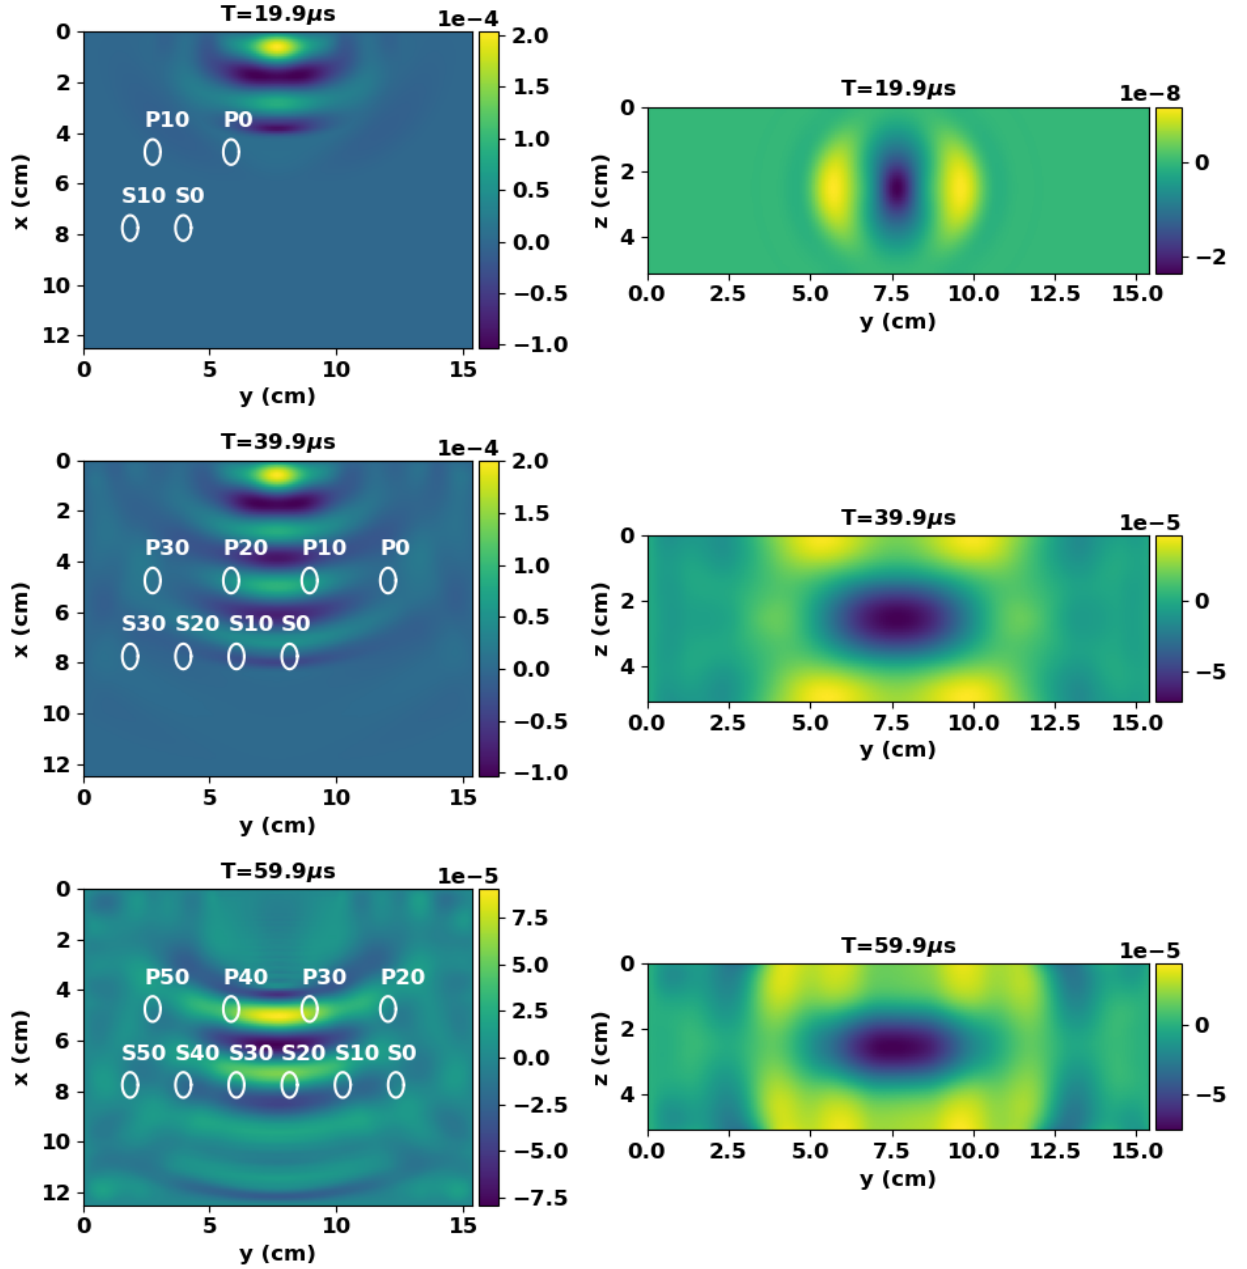 T=19.9μs
1e−4
0
2
4
6
8
10
12
x (cm)
P10 P0
S10 S0
2.0
1.5
1.0
0.5
0.0
−0.5
−1.0
0 5 10 15
y (cm)
T=19.9μs
1e−8
0
2
4
z (cm)
0
−2
0.0 2.5 5.0 7.5 10.0 12.5 15.0
y (cm)
T=39.9μs
1e−4
0
2
4
6
8
10
12
x (cm)
P30 P20 P10 P0
S30 S20 S10 S0
2.0
1.5
1.0
0.5
0.0
−0.5
−1.0
0 5 10 15
y (cm)
T=39.9μs
1e−5
0
2
4
z (cm)
0
−5
0.0 2.5 5.0 7.5 10.0 12.5 15.0
y (cm)
T=59.9μs
1e−5
0
2
4
6
8
10
12
x (cm)
P50 P40 P30 P20
S50 S40 S30 S20 S10 S0
7.5
5.0
2.5
0.0
−2.5
−5.0
−7.5
0 5 10 15
y (cm)
T=59.9μs
1e−5
0
2
4
z (cm)
0
−5
0.0 2.5 5.0 7.5 10.0 12.5 15.0
y (cm)